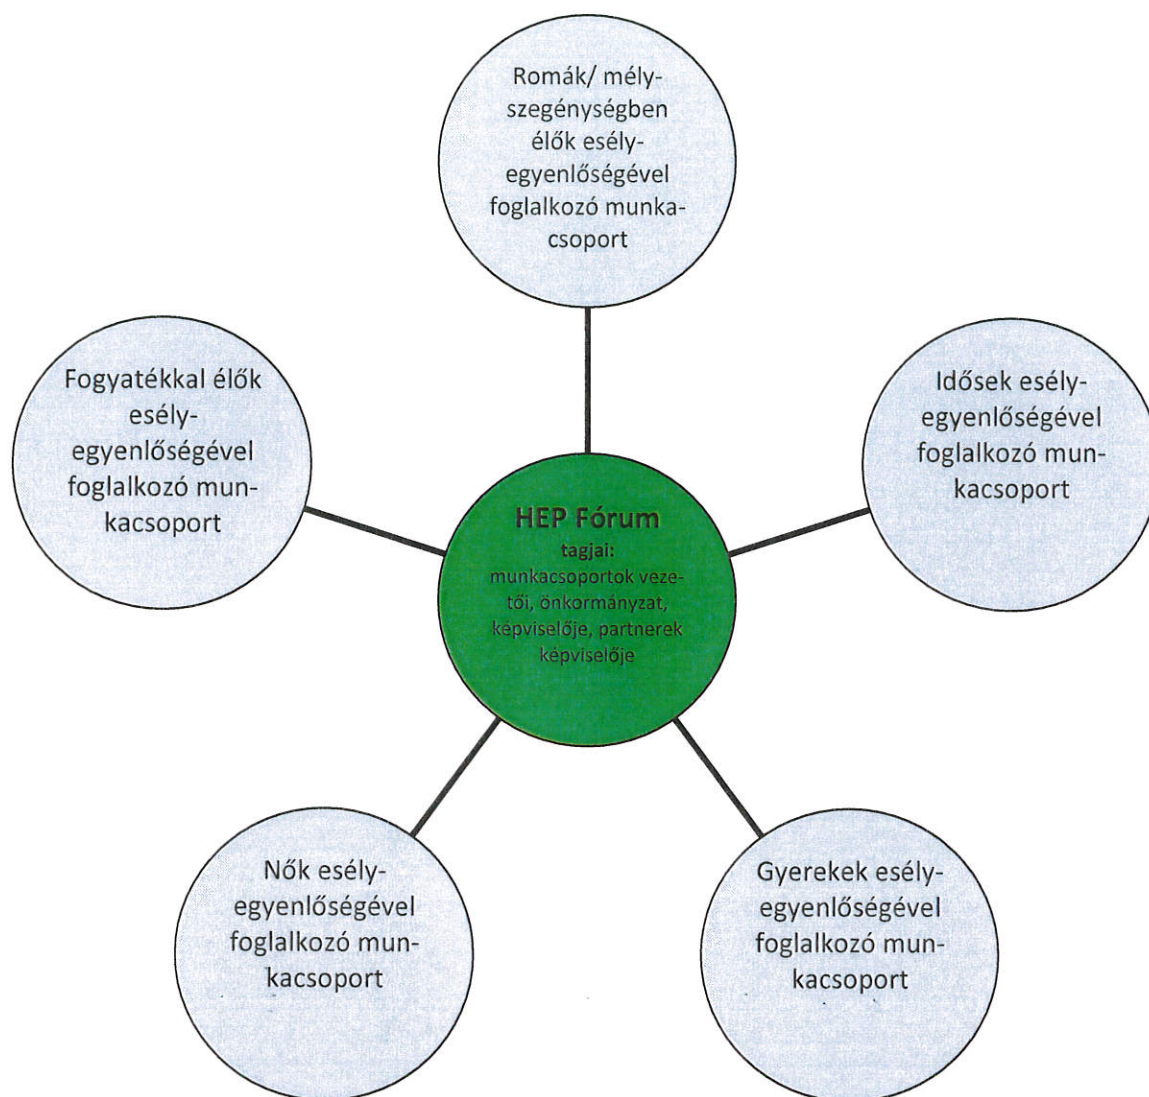 Romák/ mély-
szegénységben
élők esély-
egyenlőségével
foglalkozó munka-
csoport
Fogyatékkal élők
esély-
egyenlőségével
foglalkozó mun-
kacsoport
Idősek esély-
egyenlőségével
foglalkozó mun-
kacsoport
HEP Fórum
tagjai:
munkacsoportok veze-
tői, önkormányzat,
képviselője, partnerek
képviselője
Nők esély-
egyenlőségével
foglalkozó mun-
kacsoport
Gyerekek esély-
egyenlőségével
foglalkozó mun-
kacsoport